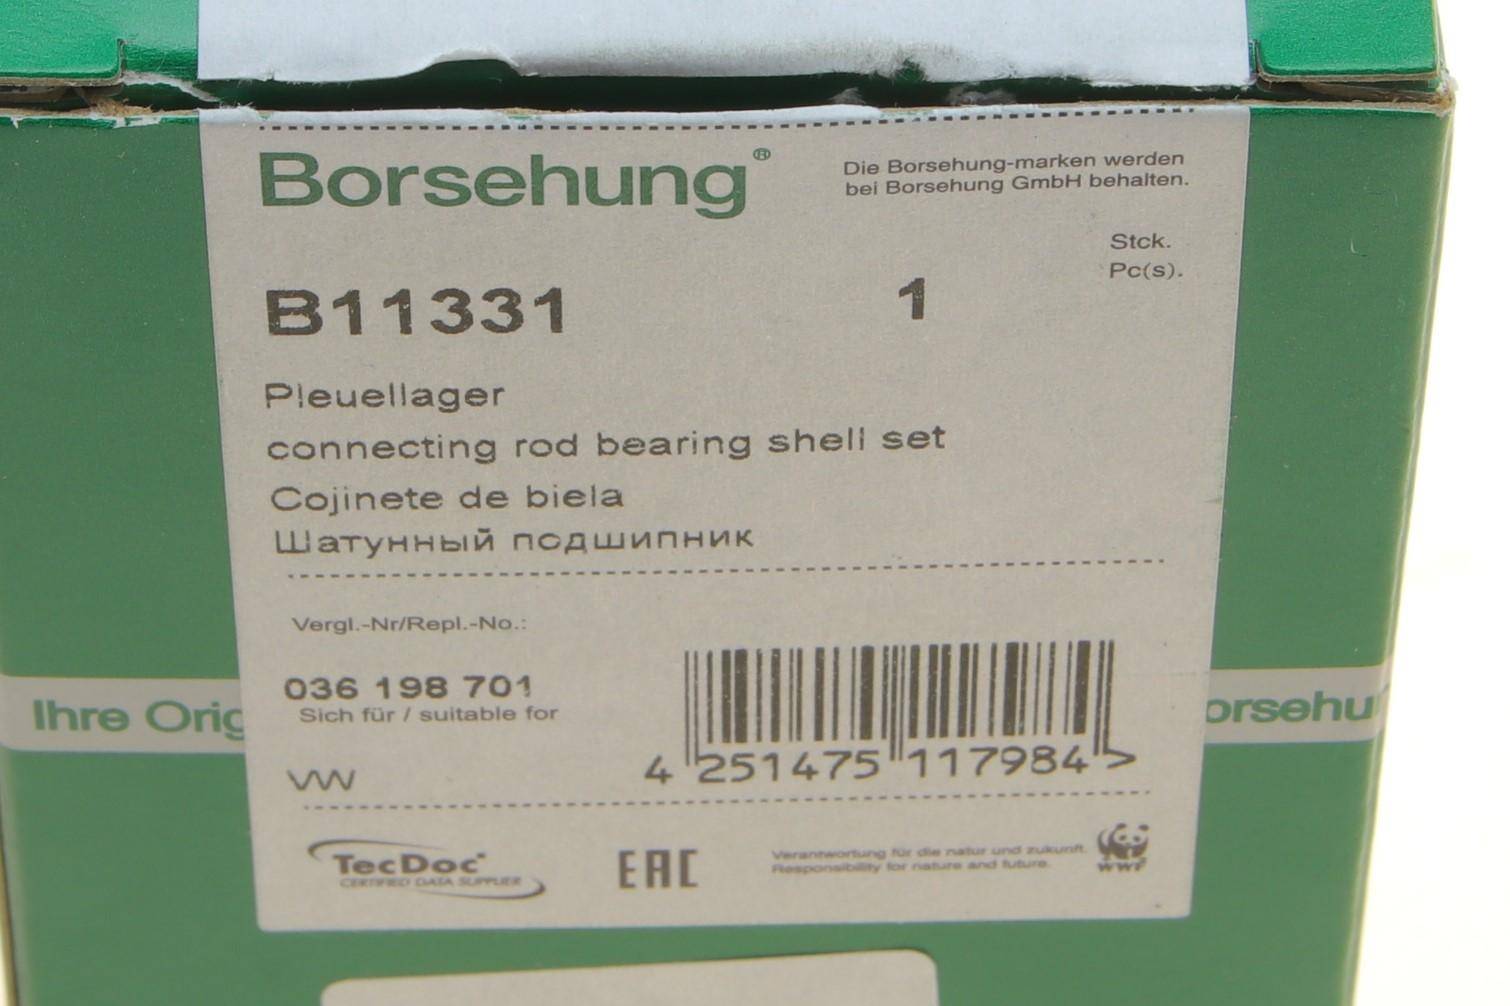 Borsehung®
Die Borsehung-marken werden
bei Borsehung GmbH behalten.
Stck.
Pc(s).
B11331
1
Pleuellager
connecting rod bearing shell set
Cojinete de biela
Шатунный подшипник
Vergl.-Nr/Repl.-No.:
036 198 701
Sich für / suitable for
VW
4 251475 117984 >
Ihre Orig
orsehu
TecDoc
CERTIFIED DATA SUPPLIER
EAC
Verantwortung für die natur und zukunft.
Responsibility for nature and future.
WWF